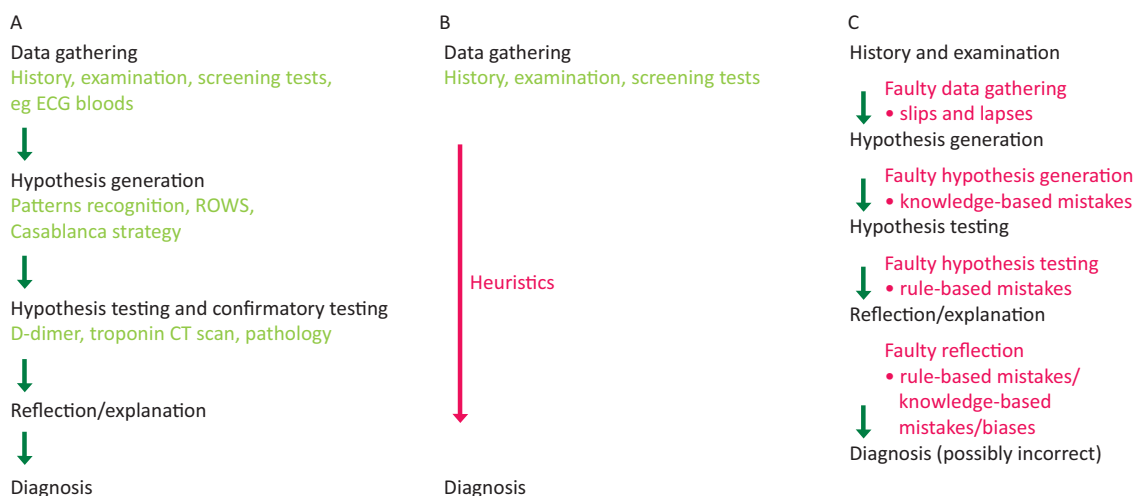 A
Data gathering
History, examination, screening tests,
eg ECG bloods
Hypothesis generation
Patterns recognition, ROWS,
Casablanca strategy
Hypothesis testing and confirmatory testing
D-dimer, troponin CT scan, pathology
Reflection/explanation
Diagnosis
B
Data gathering
History, examination, screening tests
Heuristics
Diagnosis
C
History and examination
Faulty data gathering
• slips and lapses
Hypothesis generation
Faulty hypothesis generation
• knowledge-based mistakes
Hypothesis testing
Faulty hypothesis testing
• rule-based mistakes
Reflection/explanation
Faulty reflection
• rule-based mistakes/
knowledge-based
mistakes/biases
Diagnosis (possibly incorrect)